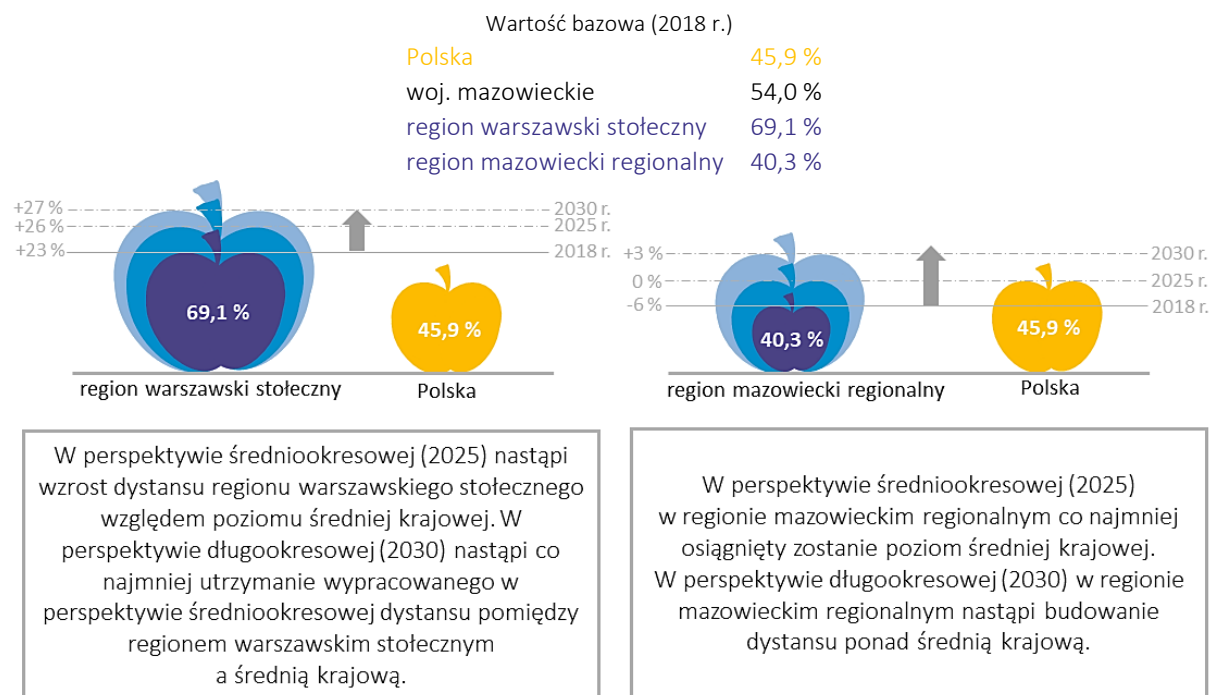 Wartość bazowa (2018 r.)
Polska 45,9 %
woj. mazowieckie 54,0 %
region warszawski stołeczny 69,1 %
region mazowiecki regionalny 40,3 %
+27 % 2030 r.
+26 % 2025 r.
+23 % 2018 r.
69,1 %
45,9 %
region warszawski stołeczny
Polska
+3 % 2030 r.
0 % 2025 r.
-6 % 2018 r.
40,3 %
45,9 %
region mazowiecki regionalny
Polska
W perspektywie średniookresowej (2025) nastąpi
wzrost dystansu regionu warszawskiego stołecznego
względem poziomu średniej krajowej. W
perspektywie długookresowej (2030) nastąpi co
najmniej utrzymanie wypracowanego w
perspektywie średniookresowej dystansu pomiędzy
regionem warszawskim stołecznym
a średnią krajową.
W perspektywie średniookresowej (2025)
w regionie mazowieckim regionalnym co najmniej
osiągnięty zostanie poziom średniej krajowej.
W perspektywie długookresowej (2030) w regionie
mazowieckim regionalnym nastąpi budowanie
dystansu ponad średnią krajową.